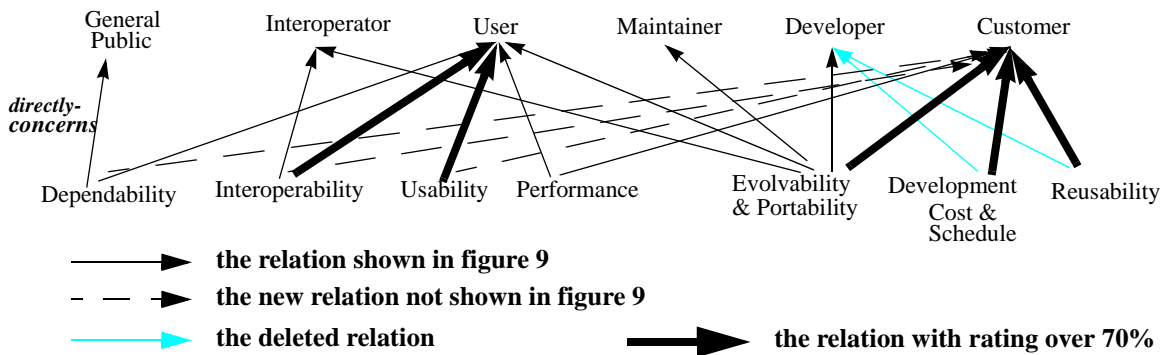 General
Public
Interoperator
User
Maintainer
Developer
Customer
directly-
concerns
Dependability
Interoperability
Usability
Performance
Evolvability
& Portability
Development
Cost &
Schedule
Reusability
the relation shown in figure 9
the new relation not shown in figure 9
the deleted relation
the relation with rating over 70%